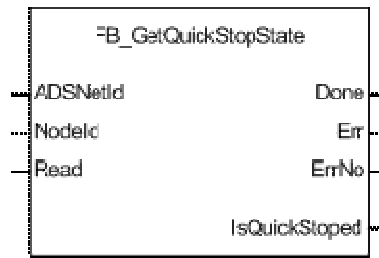 FB_GetQuickStopState
ADSNetId Done
NodeId Err
Read ErrNo
IsQuickStoped